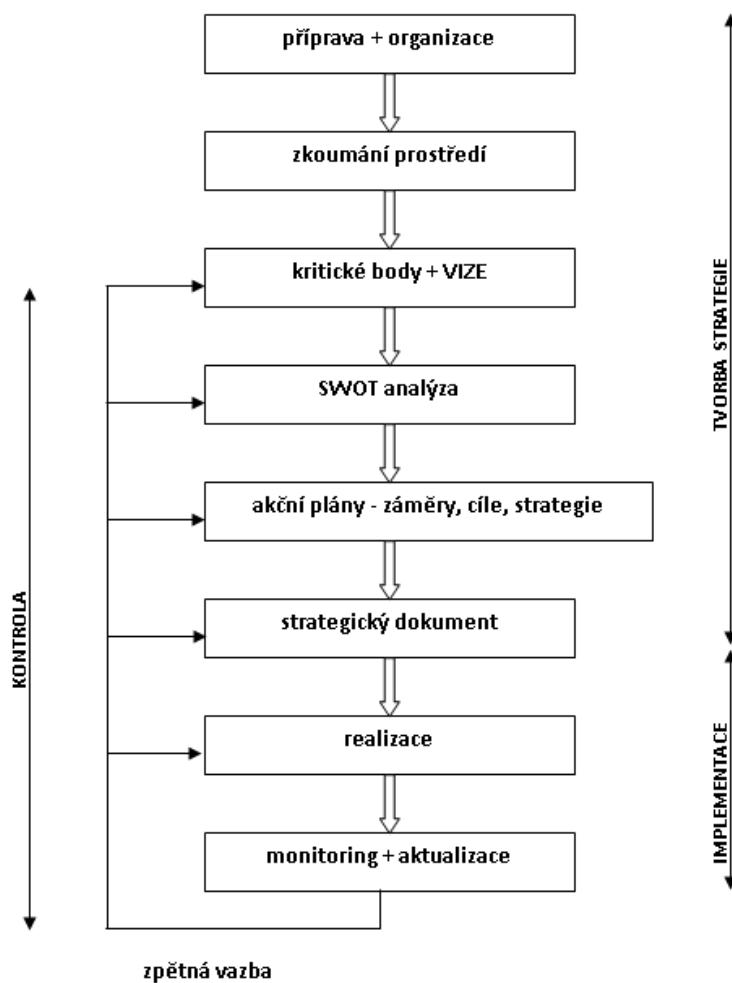 příprava + organizace
zkoumání prostředí
kritické body + VIZE
SWOT analýza
akční plány - záměry, cíle, strategie
strategický dokument
realizace
monitoring + aktualizace
zpětná vazba
KONTROLA
TVORBA STRATEGIE
IMPLEMENTACE